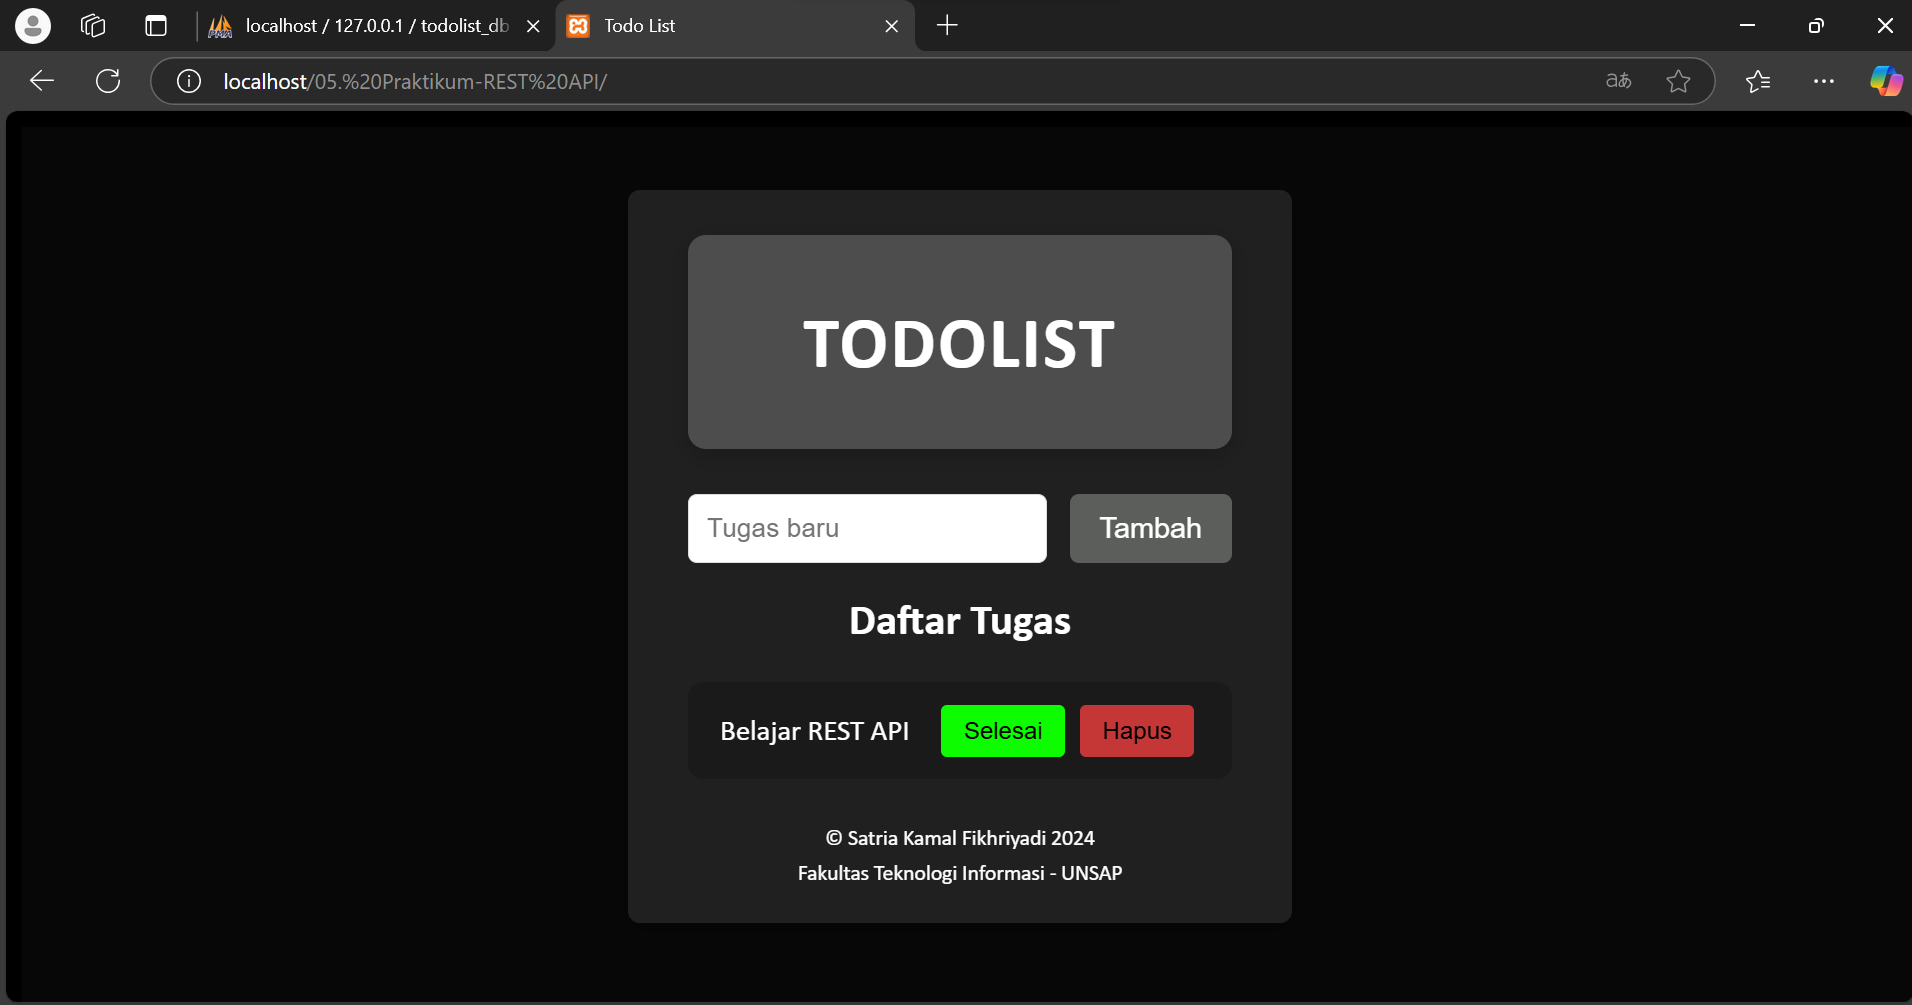 localhost / 127.0.0.1 / todolist_db
Todo List
localhost/05.%20Praktikum-REST%20API/
TODOLIST
Tugas baru
Tambah
Daftar Tugas
Belajar REST API
Selesai
Hapus
© Satria Kamal Fikhriyadi 2024
Fakultas Teknologi Informasi - UNSAP